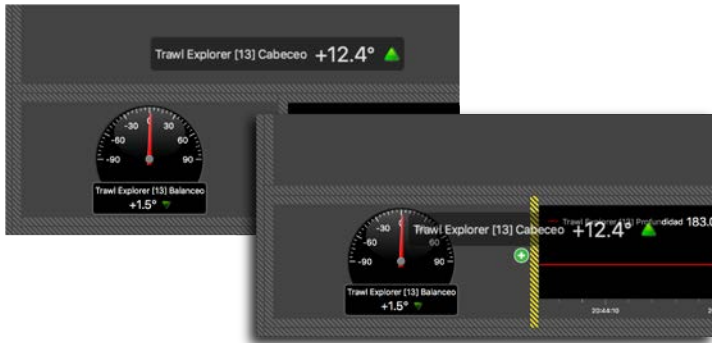 Trawl Explorer [13] Cabeceo +12.4°
-30 0 30
-60 60
-90 90
Trawl Explorer [13] Balanceo
+1.5°
Trawl Explorer [13] Profundidad 183.0
-30 Trawl Explorer [13] Cabeceo +12.4°
-60 60
-90 90
Trawl Explorer [13] Balanceo
+1.5°
20:44:10